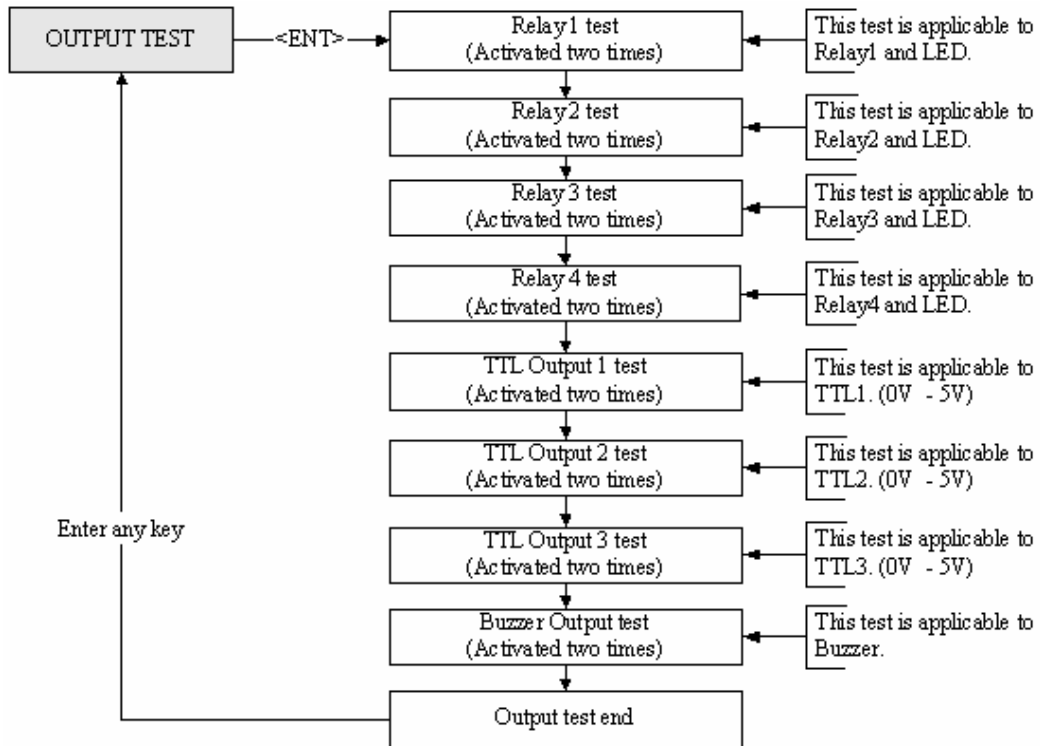 OUTPUT TEST
<ENT>
Relay1 test
(Activated two times)
This test is applicable to
Relay1 and LED.
Relay2 test
(Activated two times)
This test is applicable to
Relay2 and LED.
Relay 3 test
(Activated two times)
This test is applicable to
Relay3 and LED.
Relay 4 test
(Activated two times)
This test is applicable to
Relay4 and LED.
TTL Output 1 test
(Activated two times)
This test is applicable to
TTL1. (0V - 5V)
TTL Output 2 test
(Activated two times)
This test is applicable to
TTL2. (0V - 5V)
Enter any key
TTL Output 3 test
(Activated two times)
This test is applicable to
TTL3. (0V - 5V)
Buzzer Output test
(Activated two times)
This test is applicable to
Buzzer.
Output test end